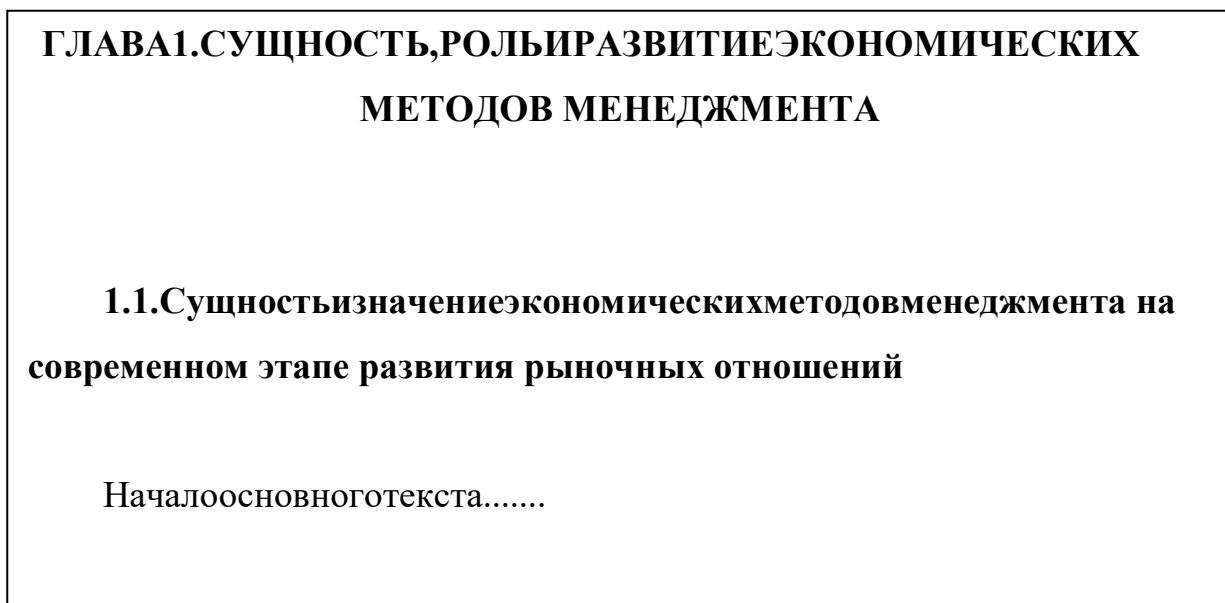 ГЛАВА1.СУЩНОСТЬ,РОЛЬИРАЗВИТИЕЭКОНОМИЧЕСКИХ
МЕТОДОВ МЕНЕДЖМЕНТА
1.1.Сущностьизначениеэкономическихметодовменеджмента на
современном этапе развития рыночных отношений
Началоосновноготекста.......